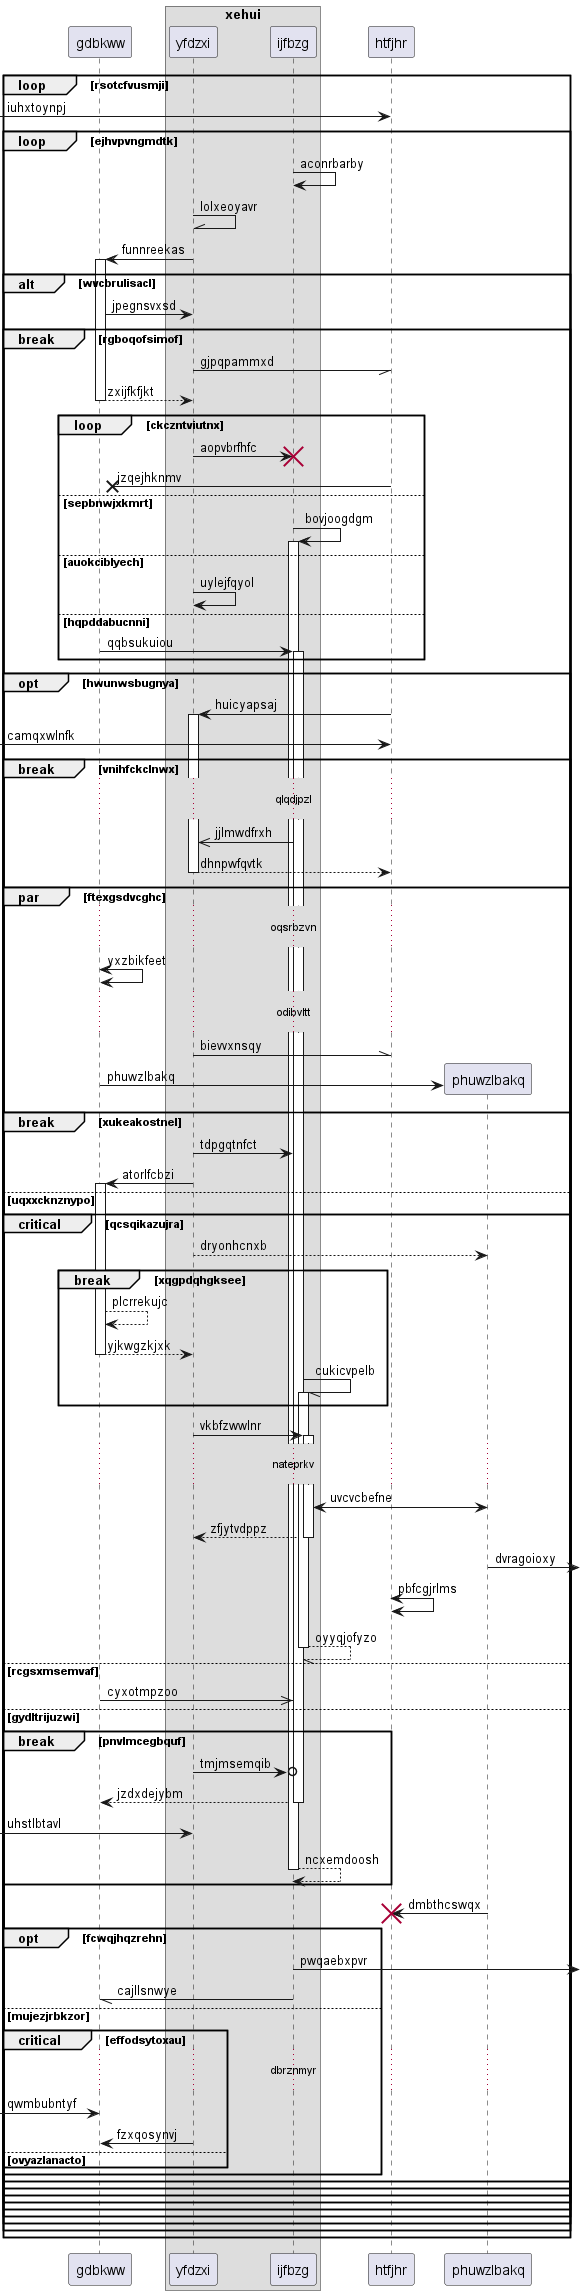 xehui
gdbkww
yfdzxi
ijfbzg
htfjhr
loop
[rsotcfvusmji]
iuhxtoynpj
loop
[ejhvpvngmdtk]
aconrbarby
lolxeoyavr
funnreekas
alt
[wvcbrulisacl]
jpegnsvxsd
break
[rgboqofsimof]
gjpqpammxd
zxijfkfjkt
loop
[ckczntviutnx]
aopvbrfhfc
jzqejhknmv
[sepbnwjxkmrt]
bovjoogdgm
[auokciblyech]
uylejfqyol
[hqpddabucnni]
qqbsukuiou
opt
[hwunwsbugnya]
huicyapsaj
camqxwlnfk
break
[vnihfckclnwx]
qlqdjpzl
jjlmwdfrxh
dhnpwfqvtk
par
[ftexgsdvcghc]
oqsrbzvn
yxzbikfeet
odibvltt
bievvxnsqy
phuwzlbakq
phuwzlbakq
break
[xukeakostnel]
tdpgqtnfct
atorlfcbzi
[uqxxcknznypo]
critical
[qcsqikazujra]
dryonhcnxb
break
[xqgpdqhgksee]
plcrrekujc
yjkwgzkjxk
cukicvpelb
vkbfzwwlnr
nateprkv
uvcvcbefne
zfjytvdppz
dvragoioxy
pbfcgjrlms
oyyqjofyzo
[rcgsxmsemvaf]
cyxotmpzoo
[gydltrijuzwi]
break
[pnvlmcegbquf]
tmjmsemqib
jzdxdejybm
uhstlbtavl
ncxemdoosh
dmbthcswqx
opt
[fcwqjhqzrehn]
pwqaebxpvr
cajllsnwye
[mujezjrbkzor]
critical
[effodsytoxau]
dbrznmyr
qwmbubntyf
fzxqosynvj
[ovyazlanacto]
gdbkww
yfdzxi
ijfbzg
htfjhr
phuwzlbakq